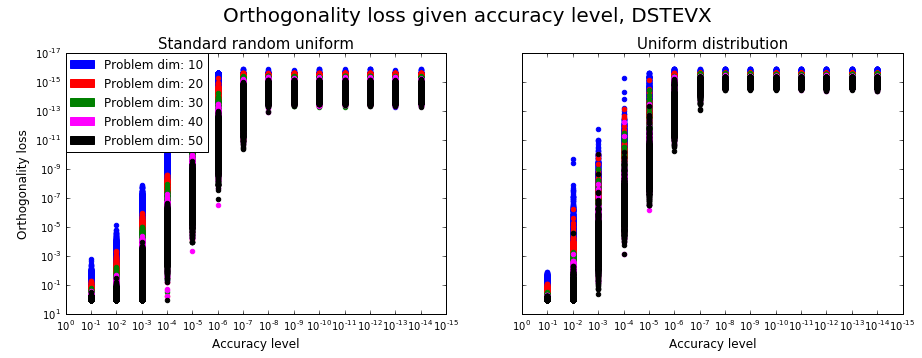 Orthogonality loss given accuracy level, DSTEVX
Standard random uniform
Uniform distribution
Orthogonality loss
10^-17
10^-15
10^-13
10^-11
10^-9
10^-7
10^-5
10^-3
10^-1
10^1
Problem dim: 10
Problem dim: 20
Problem dim: 30
Problem dim: 40
Problem dim: 50
10^0 10^-1 10^-2 10^-3 10^-4 10^-5 10^-6 10^-7 10^-8 10^-9 10^-10 10^-11 10^-12 10^-13 10^-14 10^-15
Accuracy level
10^0 10^-1 10^-2 10^-3 10^-4 10^-5 10^-6 10^-7 10^-8 10^-9 10^-10 10^-11 10^-12 10^-13 10^-14 10^-15
Accuracy level